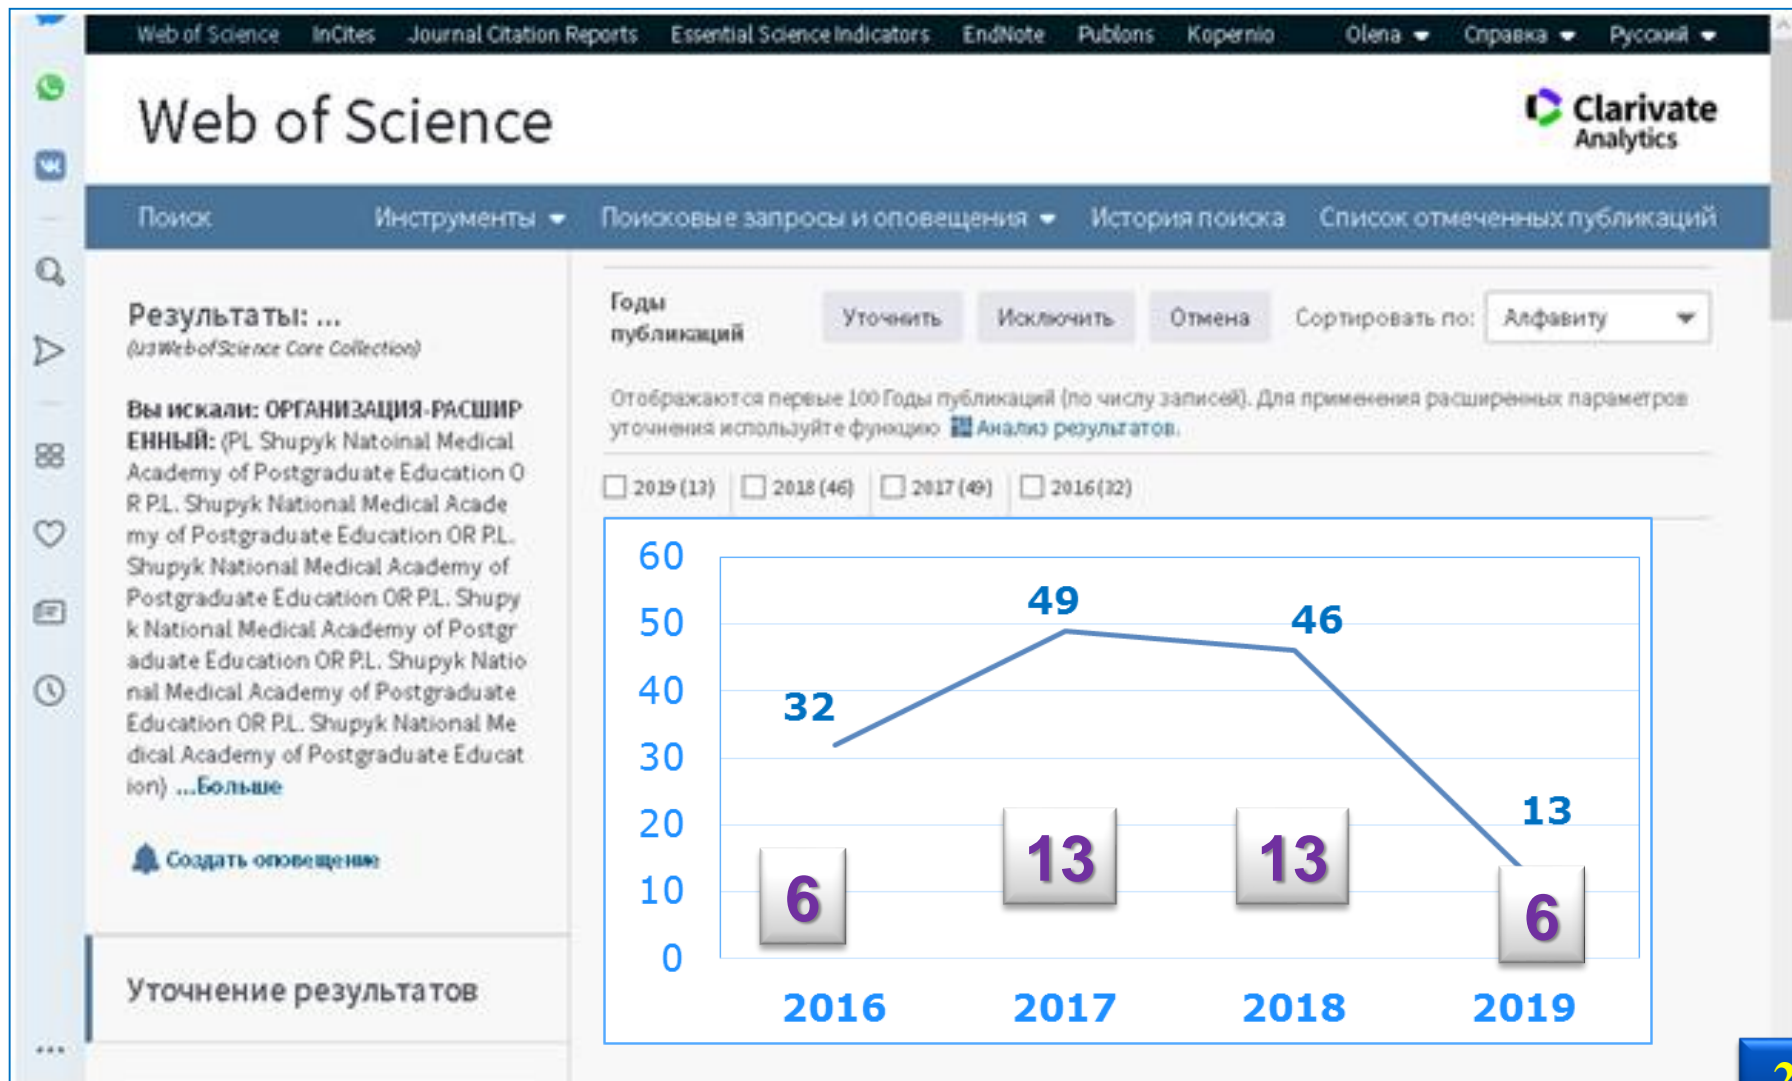 Web of Science InCites Journal Citation Reports Essential Science Indicators EndNote Publons Kopernio Olena Справка Русский
Web of Science
Clarivate
Analytics
Поиск Инструменты Поисковые запросы и оповещения История поиска Список отмеченных публикаций
Результаты: ...
(из Web of Science Core Collection)
Вы искали: ОРГАНИЗАЦИЯ-РАСШИР
ЕННЫЙ: (PL Shupyk Natoinal Medical
Academy of Postgraduate Education O
R P.L. Shupyk National Medical Acade
my of Postgraduate Education OR P.L.
Shupyk National Medical Academy of
Postgraduate Education OR P.L. Shupy
k National Medical Academy of Postgr
aduate Education OR P.L. Shupyk Natio
nal Medical Academy of Postgraduate
Education OR P.L. Shupyk National Me
dical Academy of Postgraduate Educat
ion) ...Больше
Создать оповещение
Уточнение результатов
Годы
публикаций
Уточнить Исключить Отмена Сортировать по: Алфавиту
Отображаются первые 100 Годы публикаций (по числу записей). Для применения расширенных параметров
уточнения используйте функцию Анализ результатов.
2019 (13) 2018 (46) 2017 (49) 2016 (32)
60
50
40
30
20
10
0
32
49
46
13
6
13
13
6
2016 2017 2018 2019
2